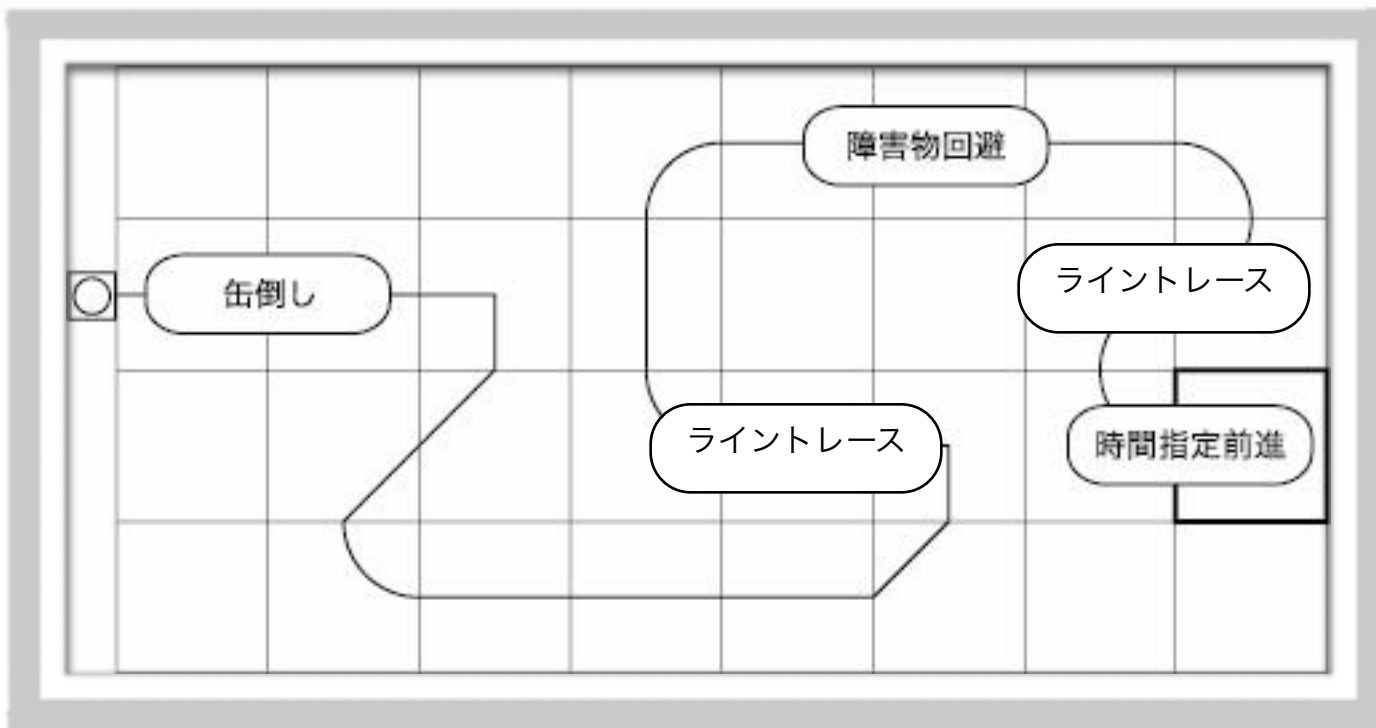 障害物回避
缶倒し
ライントレース
ライントレース
時間指定前進